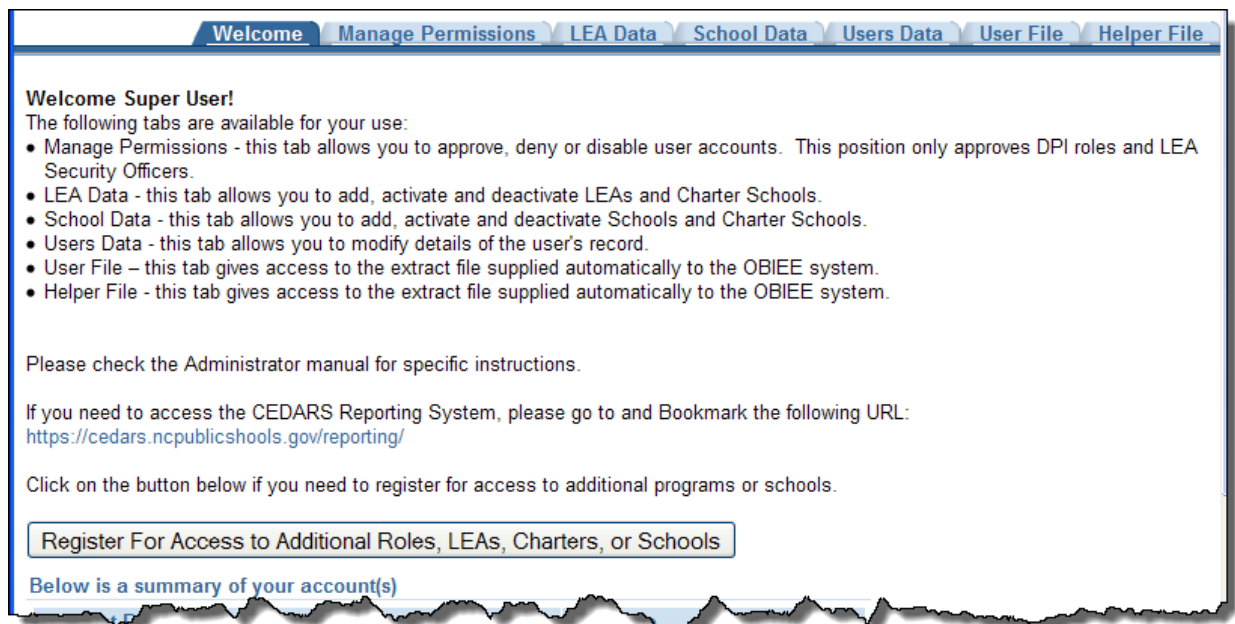 Welcome Manage Permissions LEA Data School Data Users Data User File Helper File
Welcome Super User!
The following tabs are available for your use:
• Manage Permissions - this tab allows you to approve, deny or disable user accounts. This position only approves DPI roles and LEA
Security Officers.
• LEA Data - this tab allows you to add, activate and deactivate LEAs and Charter Schools.
• School Data - this tab allows you to add, activate and deactivate Schools and Charter Schools.
• Users Data - this tab allows you to modify details of the user's record.
• User File – this tab gives access to the extract file supplied automatically to the OBIEE system.
• Helper File - this tab gives access to the extract file supplied automatically to the OBIEE system.
Please check the Administrator manual for specific instructions.
If you need to access the CEDARS Reporting System, please go to and Bookmark the following URL:
https://cedars.ncpublicshools.gov/reporting/
Click on the button below if you need to register for access to additional programs or schools.
Register For Access to Additional Roles, LEAs, Charters, or Schools
Below is a summary of your account(s)